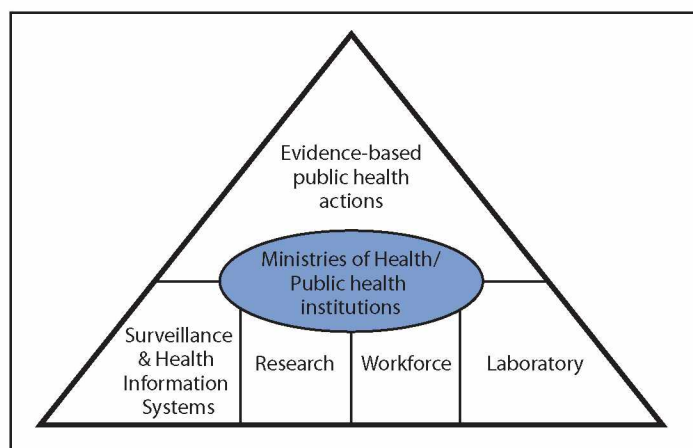 Evidence-based
public health
actions
Ministries of Health/
Public health
institutions
Surveillance
& Health
Information
Systems
Research
Workforce
Laboratory